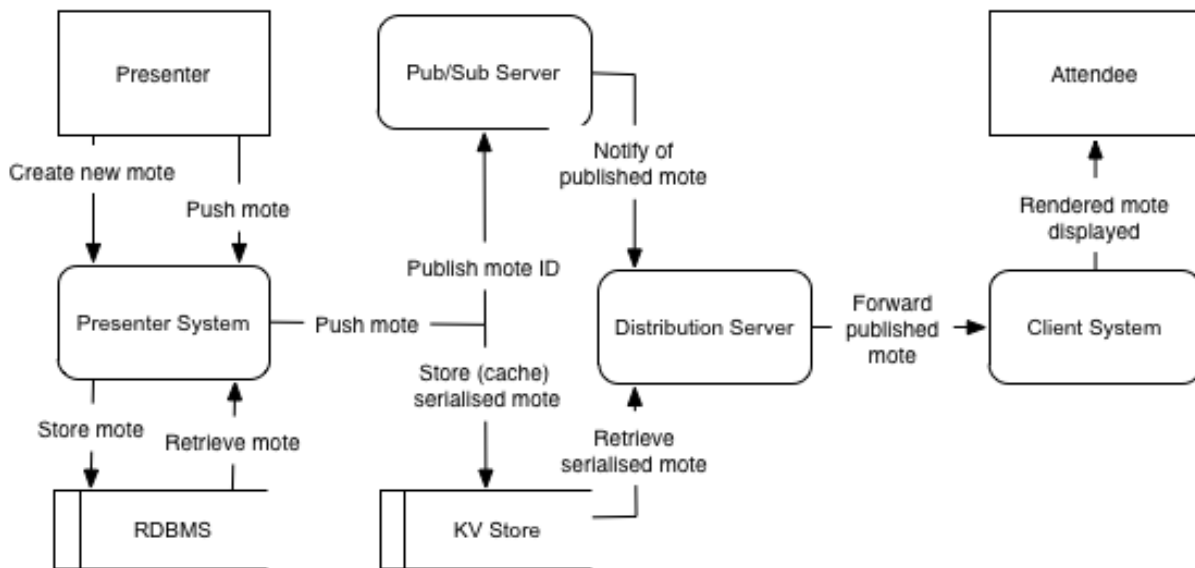 Presenter
Pub/Sub Server
Attendee
Create new mote
Push mote
Notify of
published mote
Rendered mote
displayed
Publish mote ID
Presenter System
Push mote
Distribution Server
Forward
published
mote
Client System
Store (cache)
serialised mote
Store mote
Retrieve mote
Retrieve
serialised mote
RDBMS
KV Store